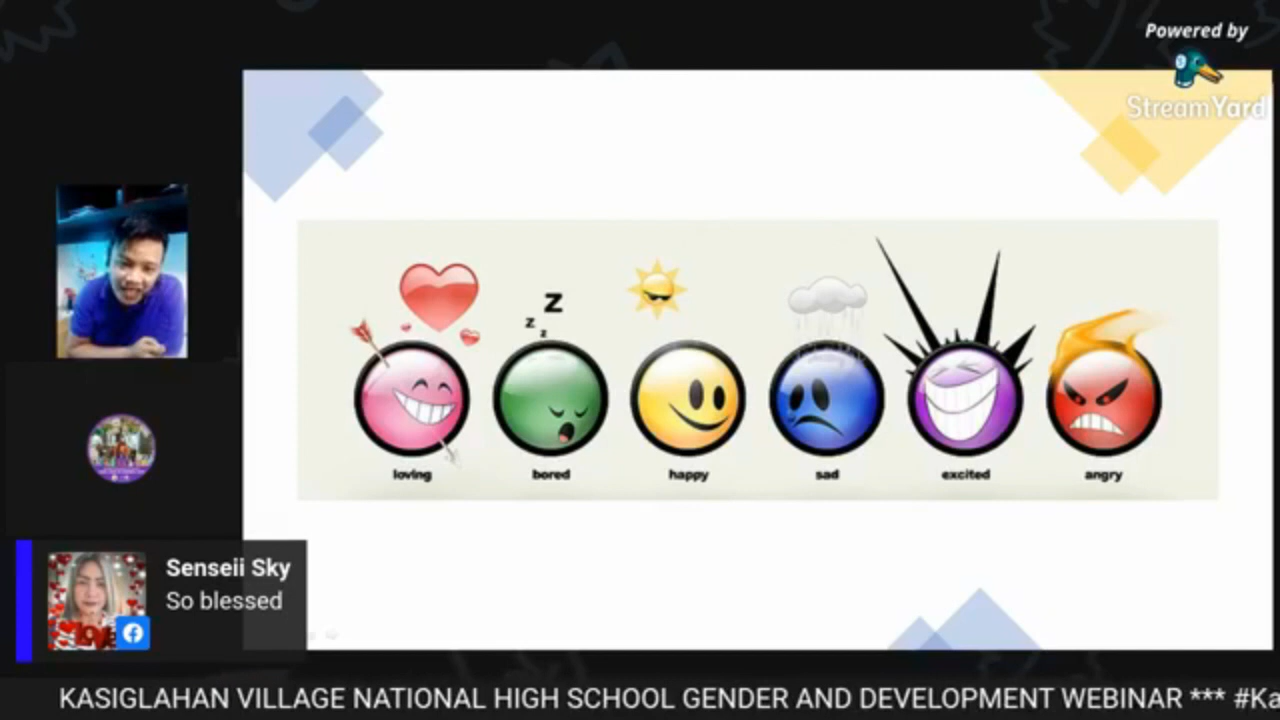 Powered by
StreamYard
z
z
z
loving
bored
happy
sad
excited
angry
Senseii Sky
So blessed
KASIGLAHAN VILLAGE NATIONAL HIGH SCHOOL GENDER AND DEVELOPMENT WEBINAR *** #Ka